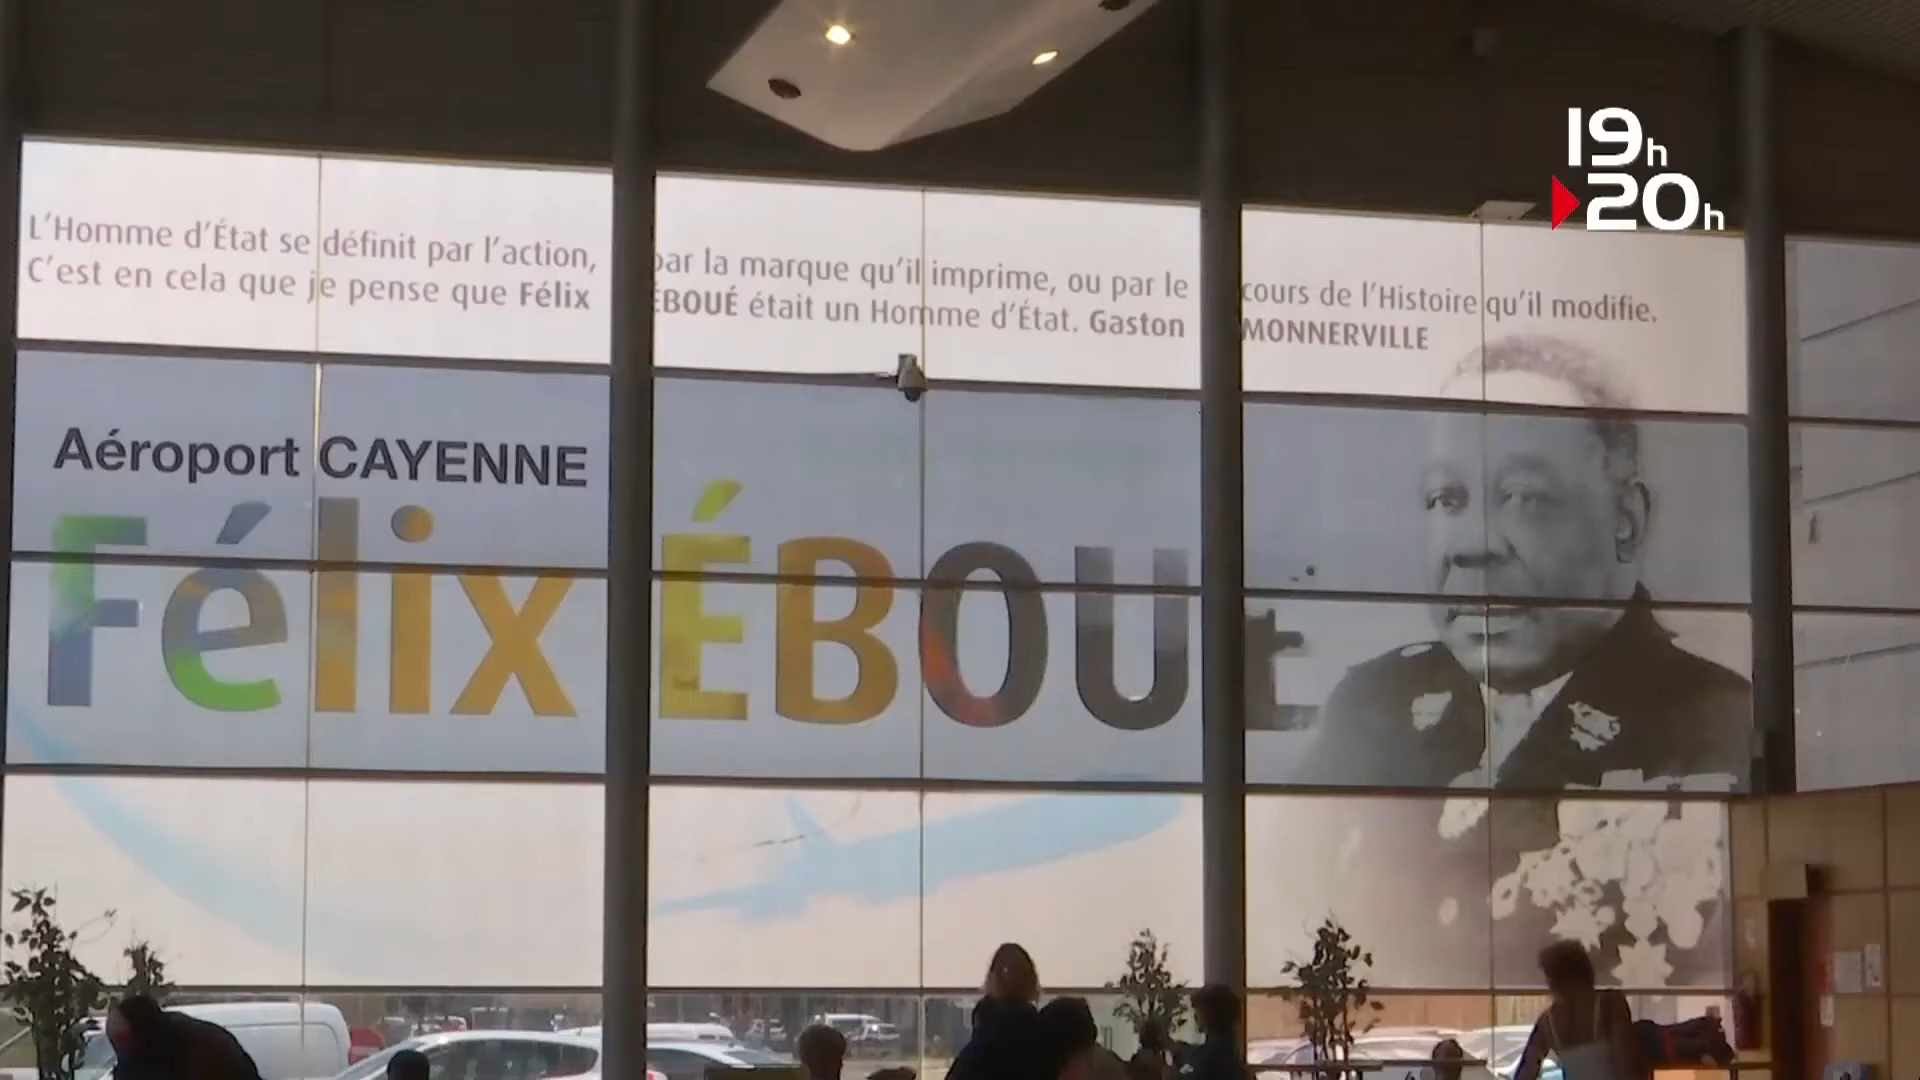 19h
20h
L'Homme d'État se définit par l'action, par la marque qu'il imprime, ou par le cours de l'Histoire qu'il modifie.
C'est en cela que je pense que Félix ÉBOUÉ était un Homme d'État. Gaston MONNERVILLE
Aéroport CAYENNE
Félix ÉBOUÉ